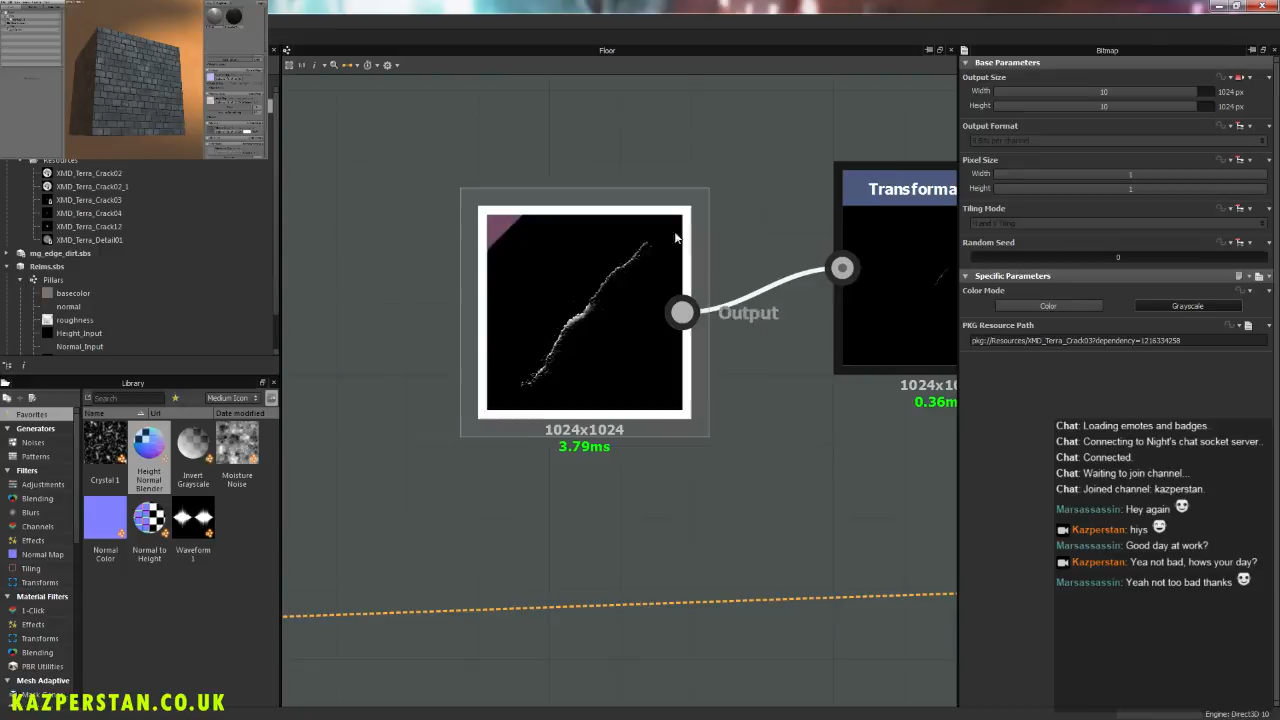 Floor
Bitmap
Base Parameters
Output Size
Width
10
1024 px
Height
10
1024 px
Output Format
8 Bits per channel
Pixel Size
Width
1
Height
1
Tiling Mode
H and V Tiling
Random Seed
0
Specific Parameters
Color Mode
Color
Grayscale
PKG Resource Path
pkg://Resources/XMD_Terra_Crack03?dependency=1216334258
Resources
XMD_Terra_Crack02
XMD_Terra_Crack02_1
XMD_Terra_Crack03
XMD_Terra_Crack04
XMD_Terra_Crack12
XMD_Terra_Detail01
mg_edge_dirt.sbs
Reims.sbs
Pillars
basecolor
normal
roughness
Height_Input
Normal_Input
Transforma
Output
1024x1024
3.79ms
1024x1
0.36m
Library
Search
Medium Icon
Favorites
Generators
Noises
Patterns
Filters
Adjustments
Blending
Blurs
Channels
Effects
Normal Map
Tiling
Transforms
Material Filters
1-Click
Effects
Transforms
Blending
PBR Utilities
Mesh Adaptive
Name
Url
Date modified
Crystal 1
Height Normal Blender
Invert Grayscale
Moisture Noise
Normal Color
Normal to Height
Waveform 1
Chat: Loading emotes and badges.
Chat: Connecting to Night's chat socket server..
Chat: Connected.
Chat: Waiting to join channel...
Chat: Joined channel: kazperstan.
Marsassassin: Hey again
Kazperstan: hiys
Marsassassin: Good day at work?
Kazperstan: Yea not bad, hows your day?
Marsassassin: Yeah not too bad thanks
KAZPERSTAN.CO.UK
Engine: Direct3D 10